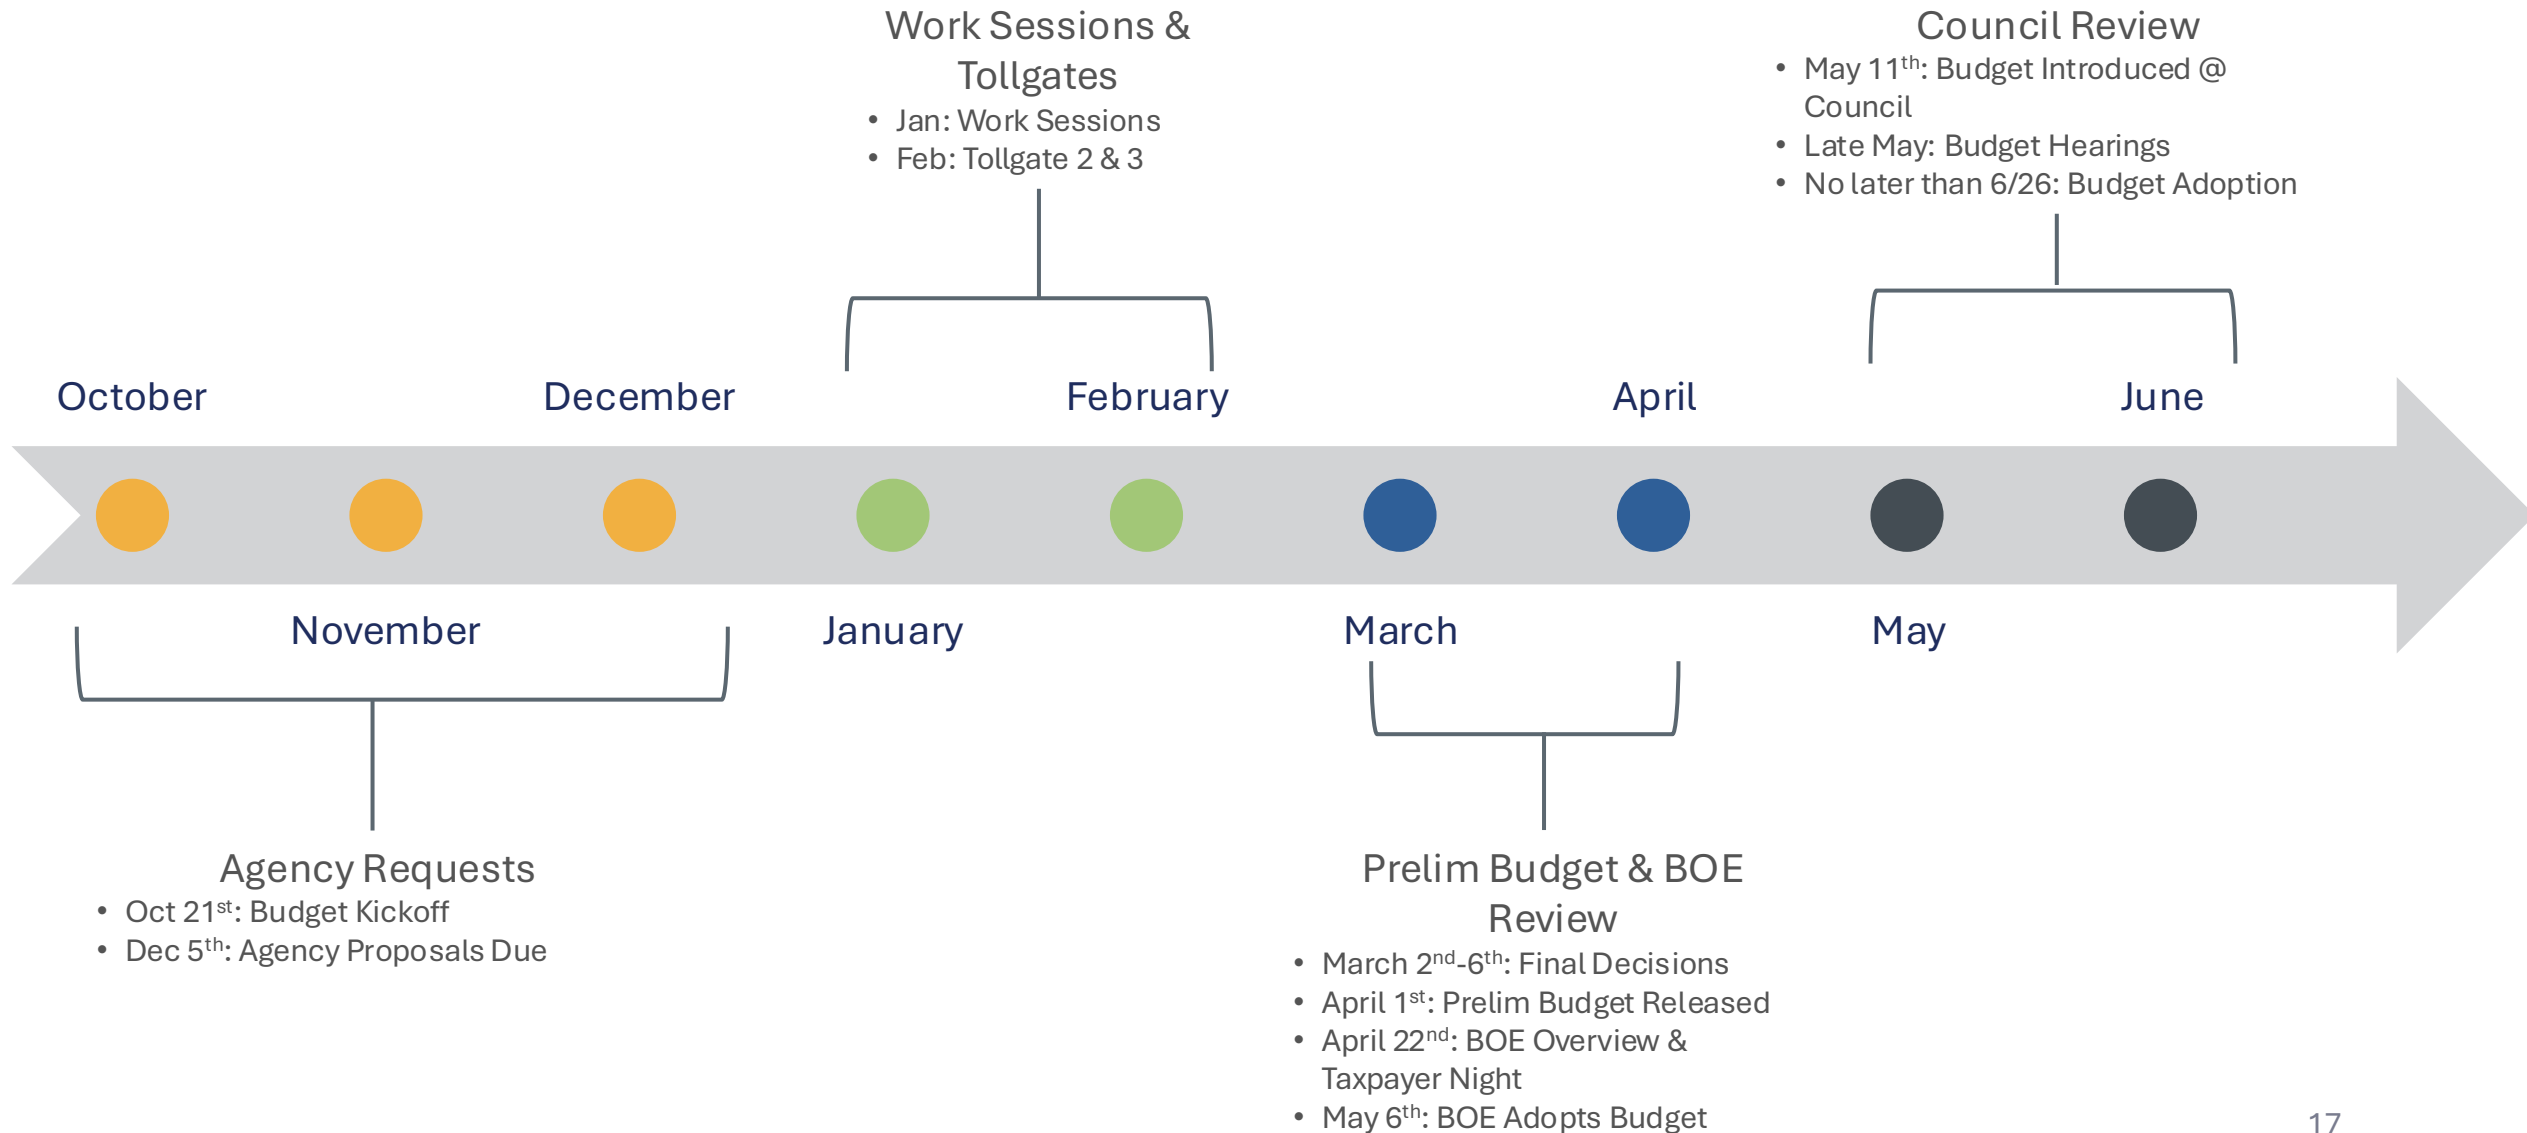 Work Sessions &
Tollgates
• Jan: Work Sessions
• Feb: Tollgate 2 & 3
Council Review
• May 11th: Budget Introduced @
Council
• Late May: Budget Hearings
• No later than 6/26: Budget Adoption
October
December
February
April
June
November
January
March
May
Agency Requests
• Oct 21st: Budget Kickoff
• Dec 5th: Agency Proposals Due
Prelim Budget & BOE
Review
• March 2nd-6th: Final Decisions
• April 1st: Prelim Budget Released
• April 22nd: BOE Overview &
Taxpayer Night
• May 6th: BOE Adopts Budget
17